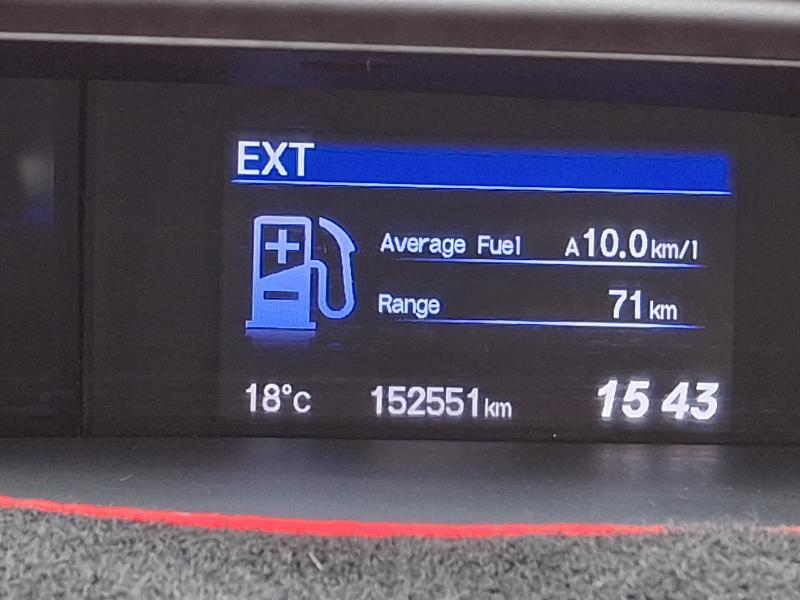 EXT
Average Fuel A10.0km/l
Range 71km
18°C 152551km 15 43